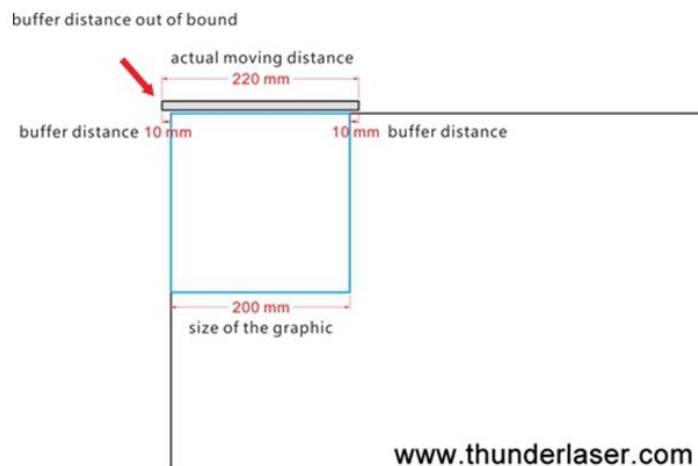 buffer distance out of bound
actual moving distance
220 mm
buffer distance 10 mm
10 mm buffer distance
200 mm
size of the graphic
www.thunderlaser.com